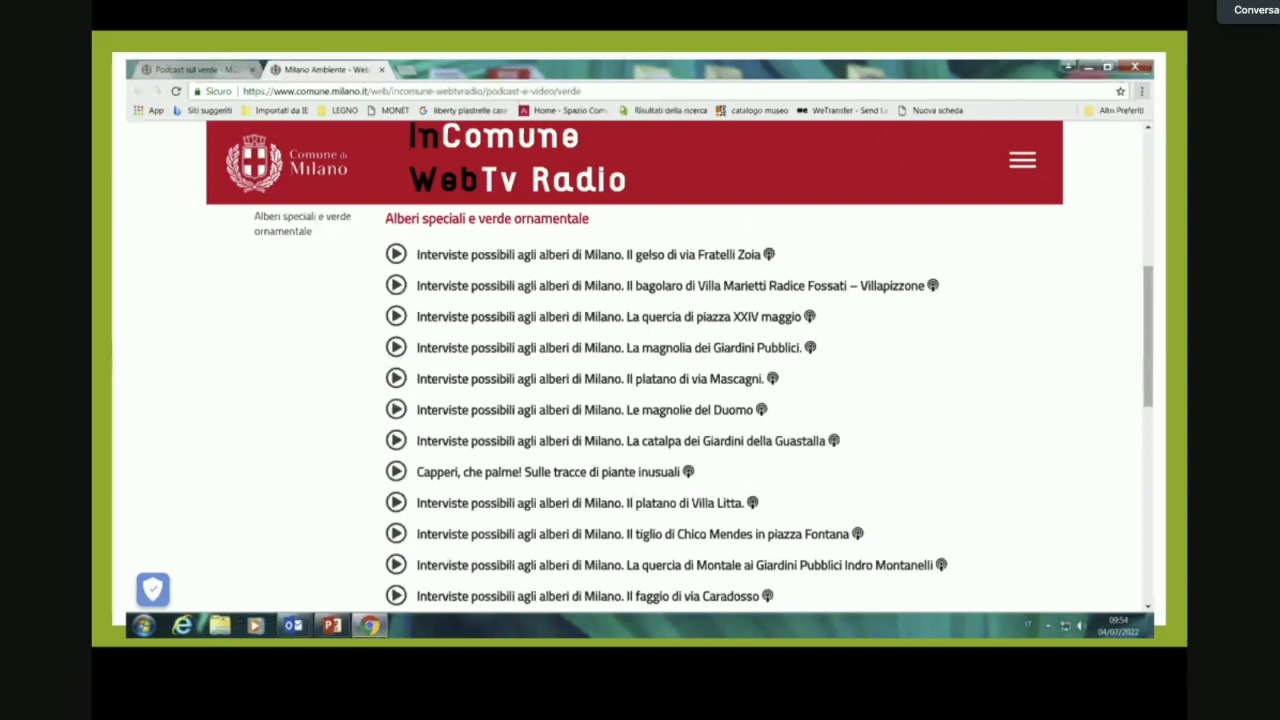 Conversa
Podcast sul verde - M
Milano Ambiente - Web
Sicuro
https://www.comune.milano.it/web/incomune-webtvradio/podcast-e-video/verde
App
Siti suggeriti
Importati da IE
LEGNO
MONET
liberty piastrelle case
Home - Spazio Com
Risultati della ricerca
catalogo museo
WeTransfer - Send La
Nuova scheda
Altri Preferiti
Comune di
Milano
InComune
WebTv Radio
Alberi speciali e verde
ornamentale
Alberi speciali e verde ornamentale
Interviste possibili agli alberi di Milano. Il gelso di via Fratelli Zoia
Interviste possibili agli alberi di Milano. Il bagolaro di Villa Marietti Radice Fossati – Villapizzone
Interviste possibili agli alberi di Milano. La quercia di piazza XXIV maggio
Interviste possibili agli alberi di Milano. La magnolia dei Giardini Pubblici.
Interviste possibili agli alberi di Milano. Il platano di via Mascagni.
Interviste possibili agli alberi di Milano. Le magnolie del Duomo
Interviste possibili agli alberi di Milano. La catalpa dei Giardini della Guastalla
Capperi, che palme! Sulle tracce di piante inusuali
Interviste possibili agli alberi di Milano. Il platano di Villa Litta.
Interviste possibili agli alberi di Milano. Il tiglio di Chico Mendes in piazza Fontana
Interviste possibili agli alberi di Milano. La quercia di Montale ai Giardini Pubblici Indro Montanelli
Interviste possibili agli alberi di Milano. Il faggio di via Caradosso
IT
09:54
04/07/2022